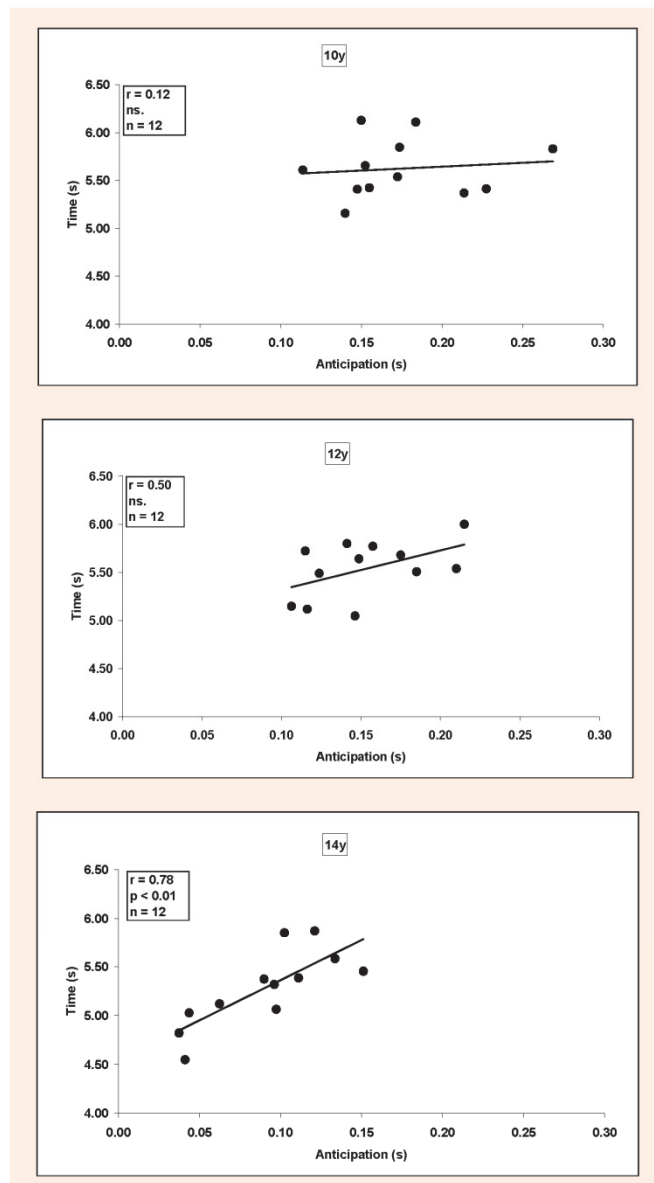 10y
r = 0.12
ns.
n = 12
6.50
6.00
5.50
5.00
4.50
4.00
Time (s)
0.00 0.05 0.10 0.15 0.20 0.25 0.30
Anticipation (s)
12y
r = 0.50
ns.
n = 12
6.50
6.00
5.50
5.00
4.50
4.00
Time (s)
0.00 0.05 0.10 0.15 0.20 0.25 0.30
Anticipation (s)
14y
r = 0.78
p < 0.01
n = 12
6.50
6.00
5.50
5.00
4.50
4.00
Time (s)
0.00 0.05 0.10 0.15 0.20 0.25 0.30
Anticipation (s)